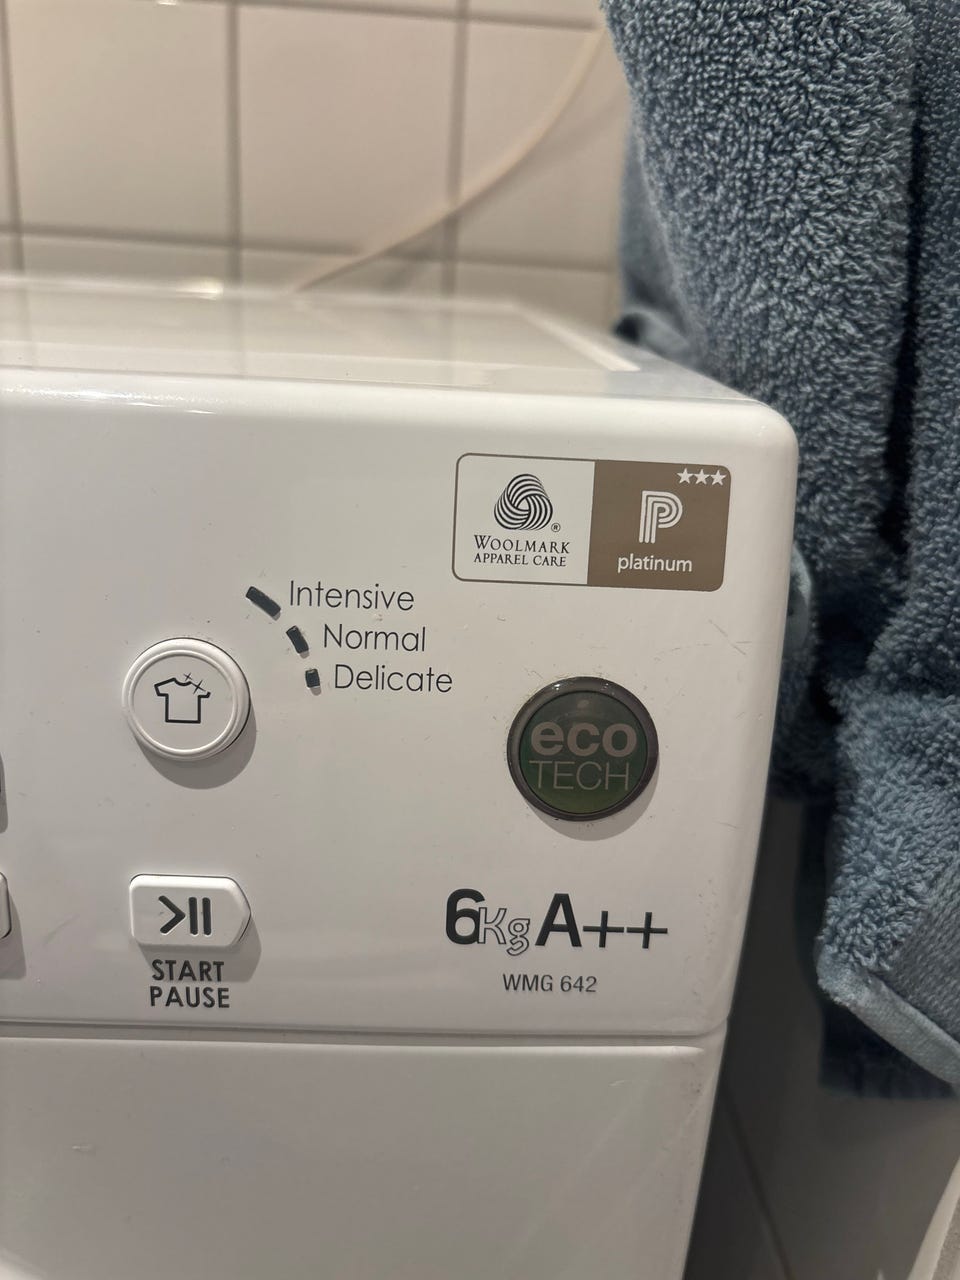 WOOLMARK
APPAREL CARE
platinum
Intensive
Normal
Delicate
eco
TECH
6Kg A++
WMG 642
START
PAUSE